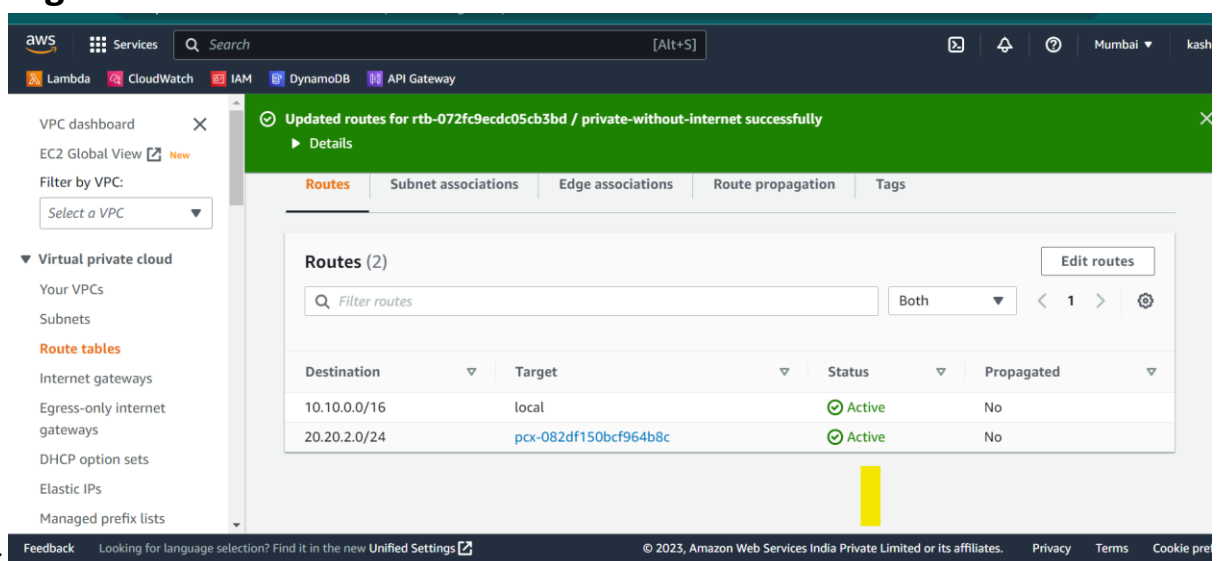 aws Services Search [Alt+S] Mumbai kash
Lambda CloudWatch IAM DynamoDB API Gateway
VPC dashboard
EC2 Global View New
Filter by VPC:
Select a VPC
Virtual private cloud
Your VPCs
Subnets
Route tables
Internet gateways
Egress-only internet
gateways
DHCP option sets
Elastic IPs
Managed prefix lists
Updated routes for rtb-072fc9ecdc05cb3bd / private-without-internet successfully
Details
Routes Subnet associations Edge associations Route propagation Tags
Routes (2) Edit routes
Filter routes Both 1
Destination Target Status Propagated
10.10.0.0/16 local Active No
20.20.2.0/24 pcx-082df150bcf964b8c Active No
Feedback Looking for language selection? Find it in the new Unified Settings © 2023, Amazon Web Services India Private Limited or its affiliates. Privacy Terms Cookie pref